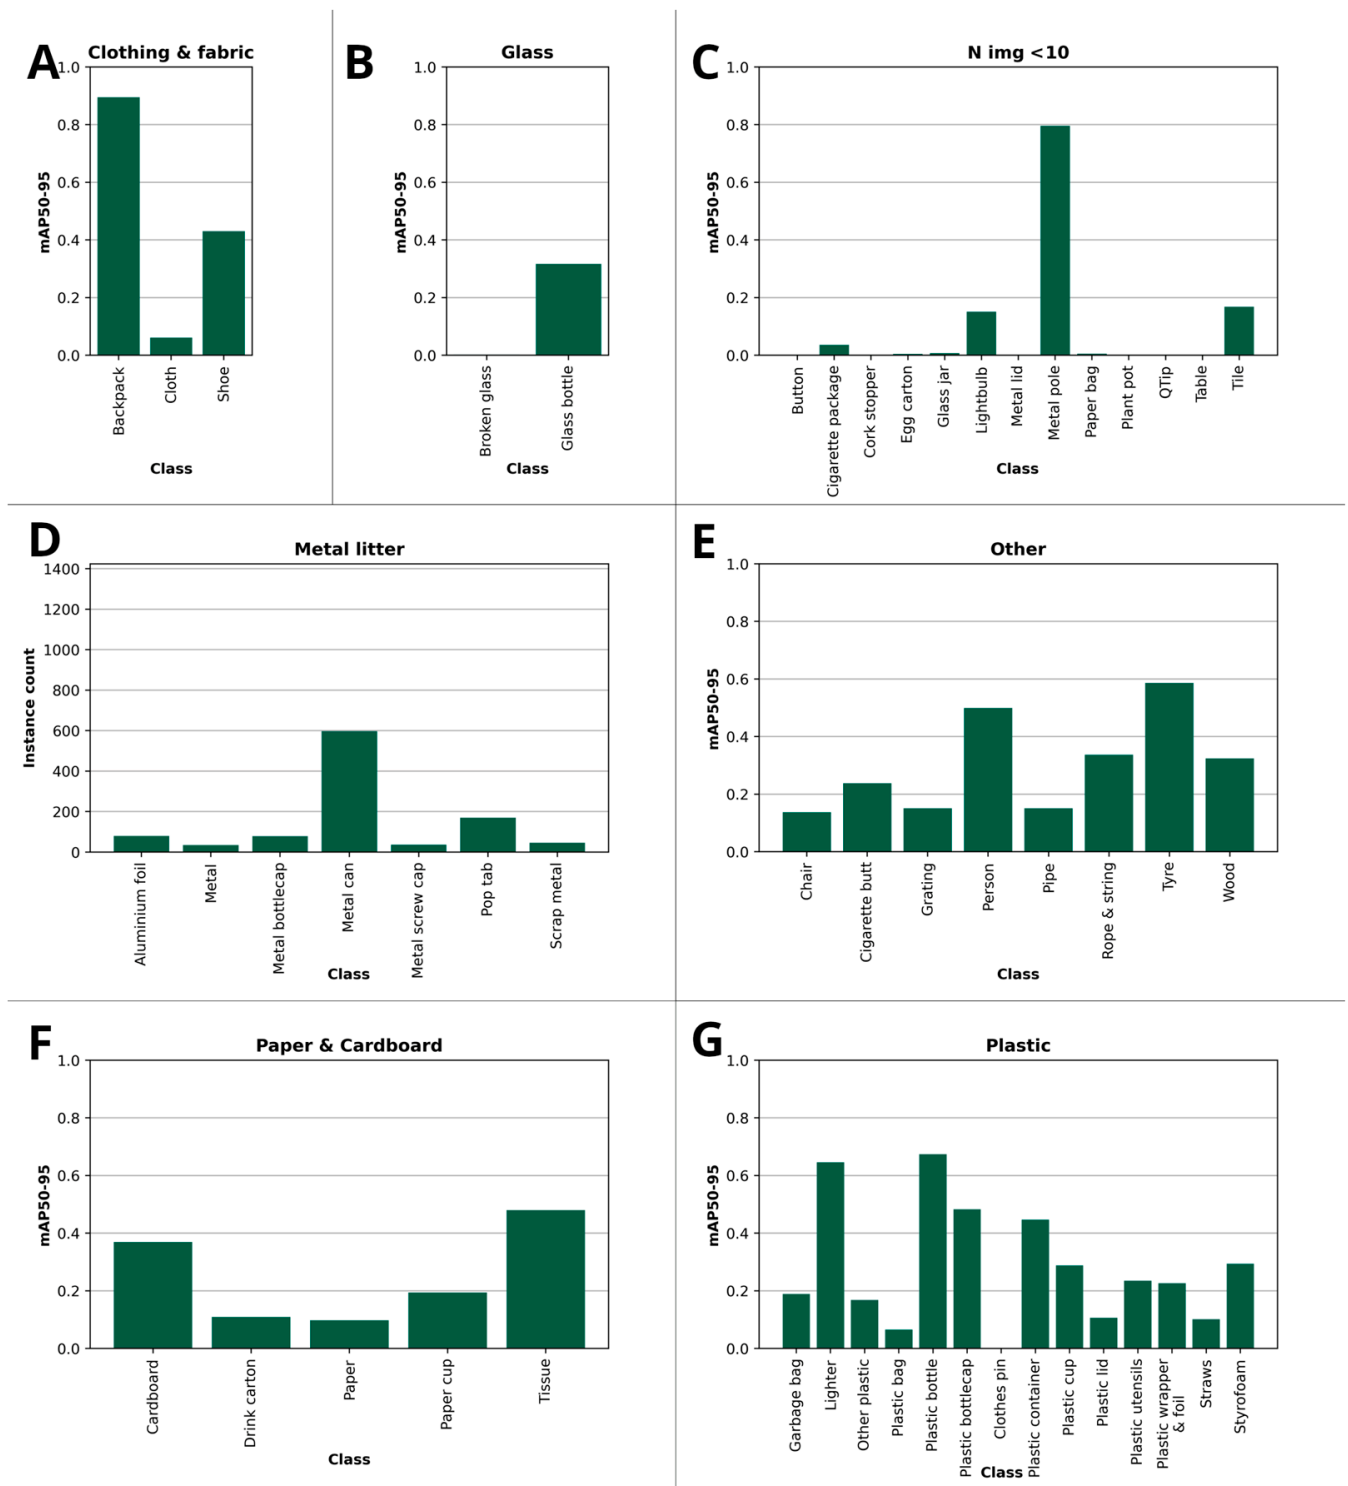 A
Clothing & fabric
1.0
0.8
0.6
0.4
0.2
0.0
mAP50-95
Backpack
Cloth
Shoe
Class
B
Glass
1.0
0.8
0.6
0.4
0.2
0.0
mAP50-95
Broken glass
Glass bottle
Class
C
N img <10
1.0
0.8
0.6
0.4
0.2
0.0
mAP50-95
Button
Cigarette package
Cork stopper
Egg carton
Glass jar
Lightbulb
Metal lid
Metal pole
Paper bag
Plant pot
QTip
Table
Tile
Class
D
Metal litter
1400
1200
1000
800
600
400
200
0
Instance count
Aluminium foil
Metal
Metal bottlecap
Metal can
Metal screw cap
Pop tab
Scrap metal
Class
E
Other
1.0
0.8
0.6
0.4
0.2
0.0
mAP50-95
Chair
Cigarette butt
Grating
Person
Pipe
Rope & string
Tyre
Wood
Class
F
Paper & Cardboard
1.0
0.8
0.6
0.4
0.2
0.0
mAP50-95
Cardboard
Drink carton
Paper
Paper cup
Tissue
Class
G
Plastic
1.0
0.8
0.6
0.4
0.2
0.0
mAP50-95
Garbage bag
Lighter
Other plastic
Plastic bag
Plastic bottle
Plastic bottlecap
Clothes pin
Plastic container
Plastic cup
Plastic lid
Plastic utensils
Plastic wrapper
& foil
Straws
Styrofoam
Class